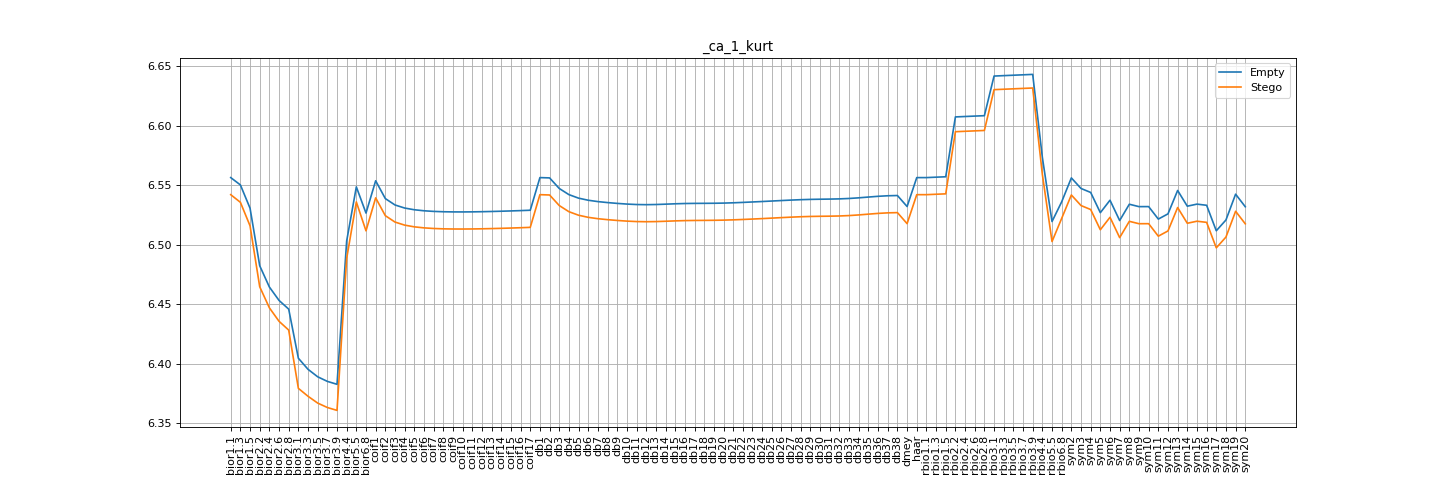 _ca_1_kurt
Empty
Stego
6.65
6.60
6.55
6.50
6.45
6.40
6.35
bior1.1
bior1.3
bior1.5
bior2.2
bior2.4
bior2.6
bior2.8
bior3.1
bior3.3
bior3.5
bior3.7
bior3.9
bior4.4
bior5.5
bior6.8
coif1
coif2
coif3
coif4
coif5
coif6
coif7
coif8
coif9
coif10
coif11
coif12
coif13
coif14
coif15
coif16
coif17
db1
db2
db3
db4
db5
db6
db7
db8
db9
db10
db11
db12
db13
db14
db15
db16
db17
db18
db19
db20
db21
db22
db23
db24
db25
db26
db27
db28
db29
db30
db31
db32
db33
db34
db35
db36
db37
db38
dmey
haar
rbio1.1
rbio1.3
rbio1.5
rbio2.2
rbio2.4
rbio2.6
rbio2.8
rbio3.1
rbio3.3
rbio3.5
rbio3.7
rbio3.9
rbio4.4
rbio5.5
rbio6.8
sym2
sym3
sym4
sym5
sym6
sym7
sym8
sym9
sym10
sym11
sym12
sym13
sym14
sym15
sym16
sym17
sym18
sym19
sym20